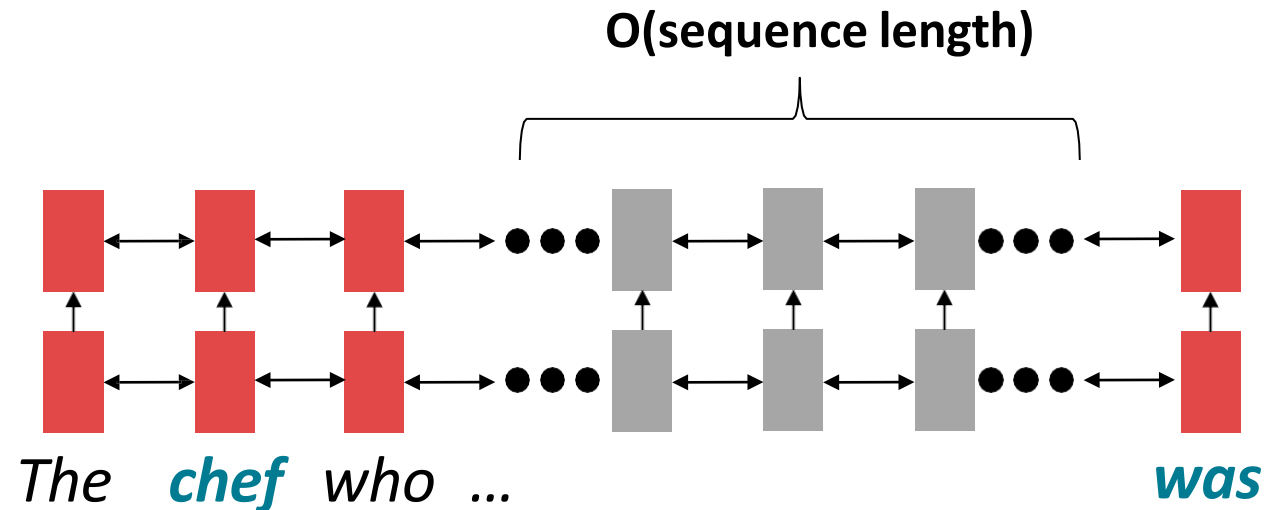 O(sequence length)
The chef who ... was